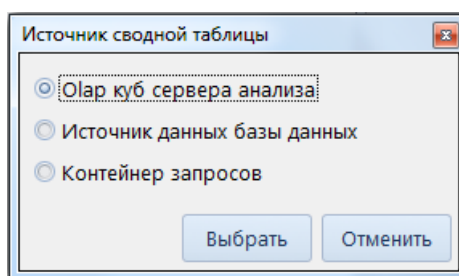 Источник сводной таблицы
Olap куб сервера анализа
Источник данных базы данных
Контейнер запросов
Выбрать Отменить